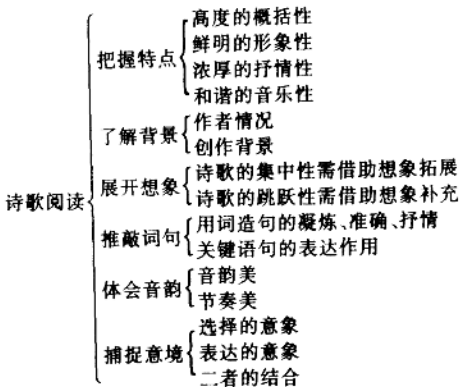 诗歌阅读
把握特点
高度的概括性
鲜明的形象性
浓厚的抒情性
和谐的音乐性
了解背景
作者情况
创作背景
展开想象
诗歌的集中性需借助想象拓展
诗歌的跳跃性需借助想象补充
推敲词句
用词造句的凝炼、准确、抒情
关键语句的表达作用
体会音韵
音韵美
节奏美
捕捉意境
选择的意象
表达的意象
二者的结合